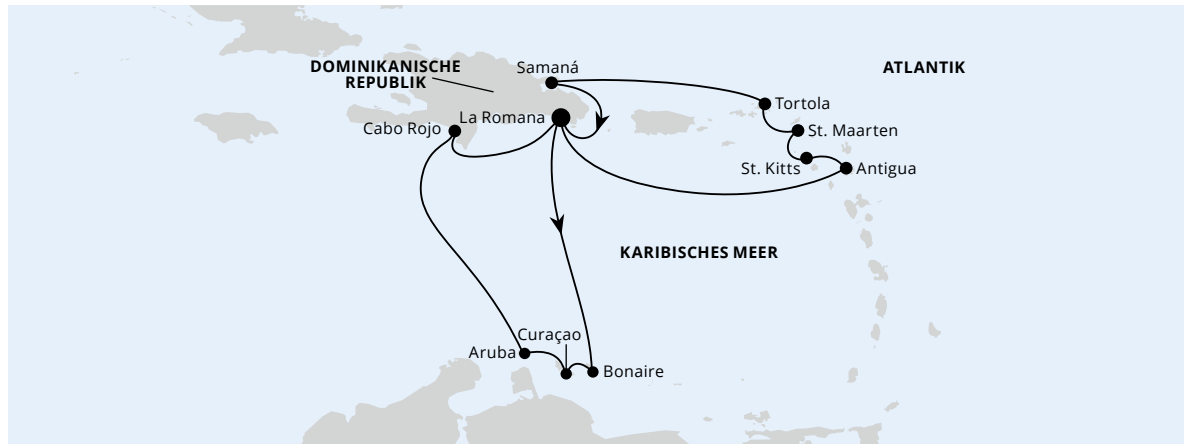 Samaná
DOMINIKANISCHE
REPUBLIK
ATLANTIK
Tortola
La Romana
Cabo Rojo
St. Maarten
St. Kitts
Antigua
KARIBISCHES MEER
Curaçao
Aruba
Bonaire